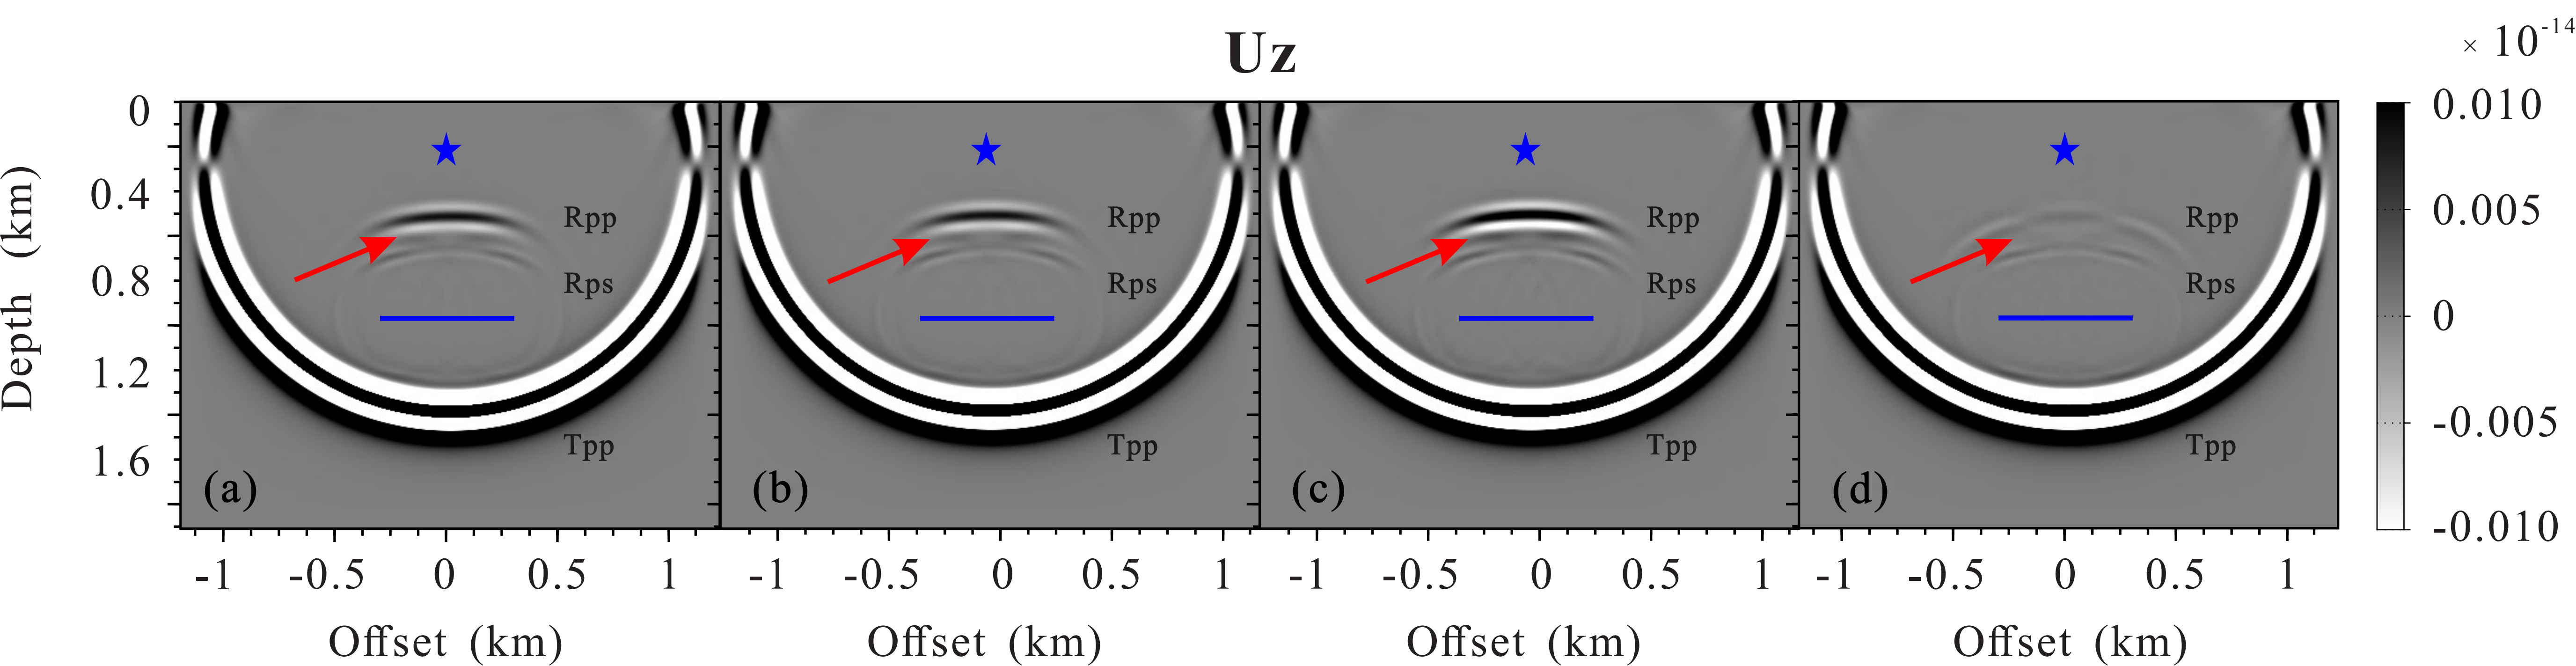 Uz
× 10-14
Depth (km)
0
0.4
0.8
1.2
1.6
Rpp
Rps
Tpp
(a)
Rpp
Rps
Tpp
(b)
Rpp
Rps
Tpp
(c)
Rpp
Rps
Tpp
(d)
0.010
0.005
0
-0.005
-0.010
-1 -0.5 0 0.5 1
-1 -0.5 0 0.5 1
-1 -0.5 0 0.5 1
-1 -0.5 0 0.5 1
Offset (km)
Offset (km)
Offset (km)
Offset (km)